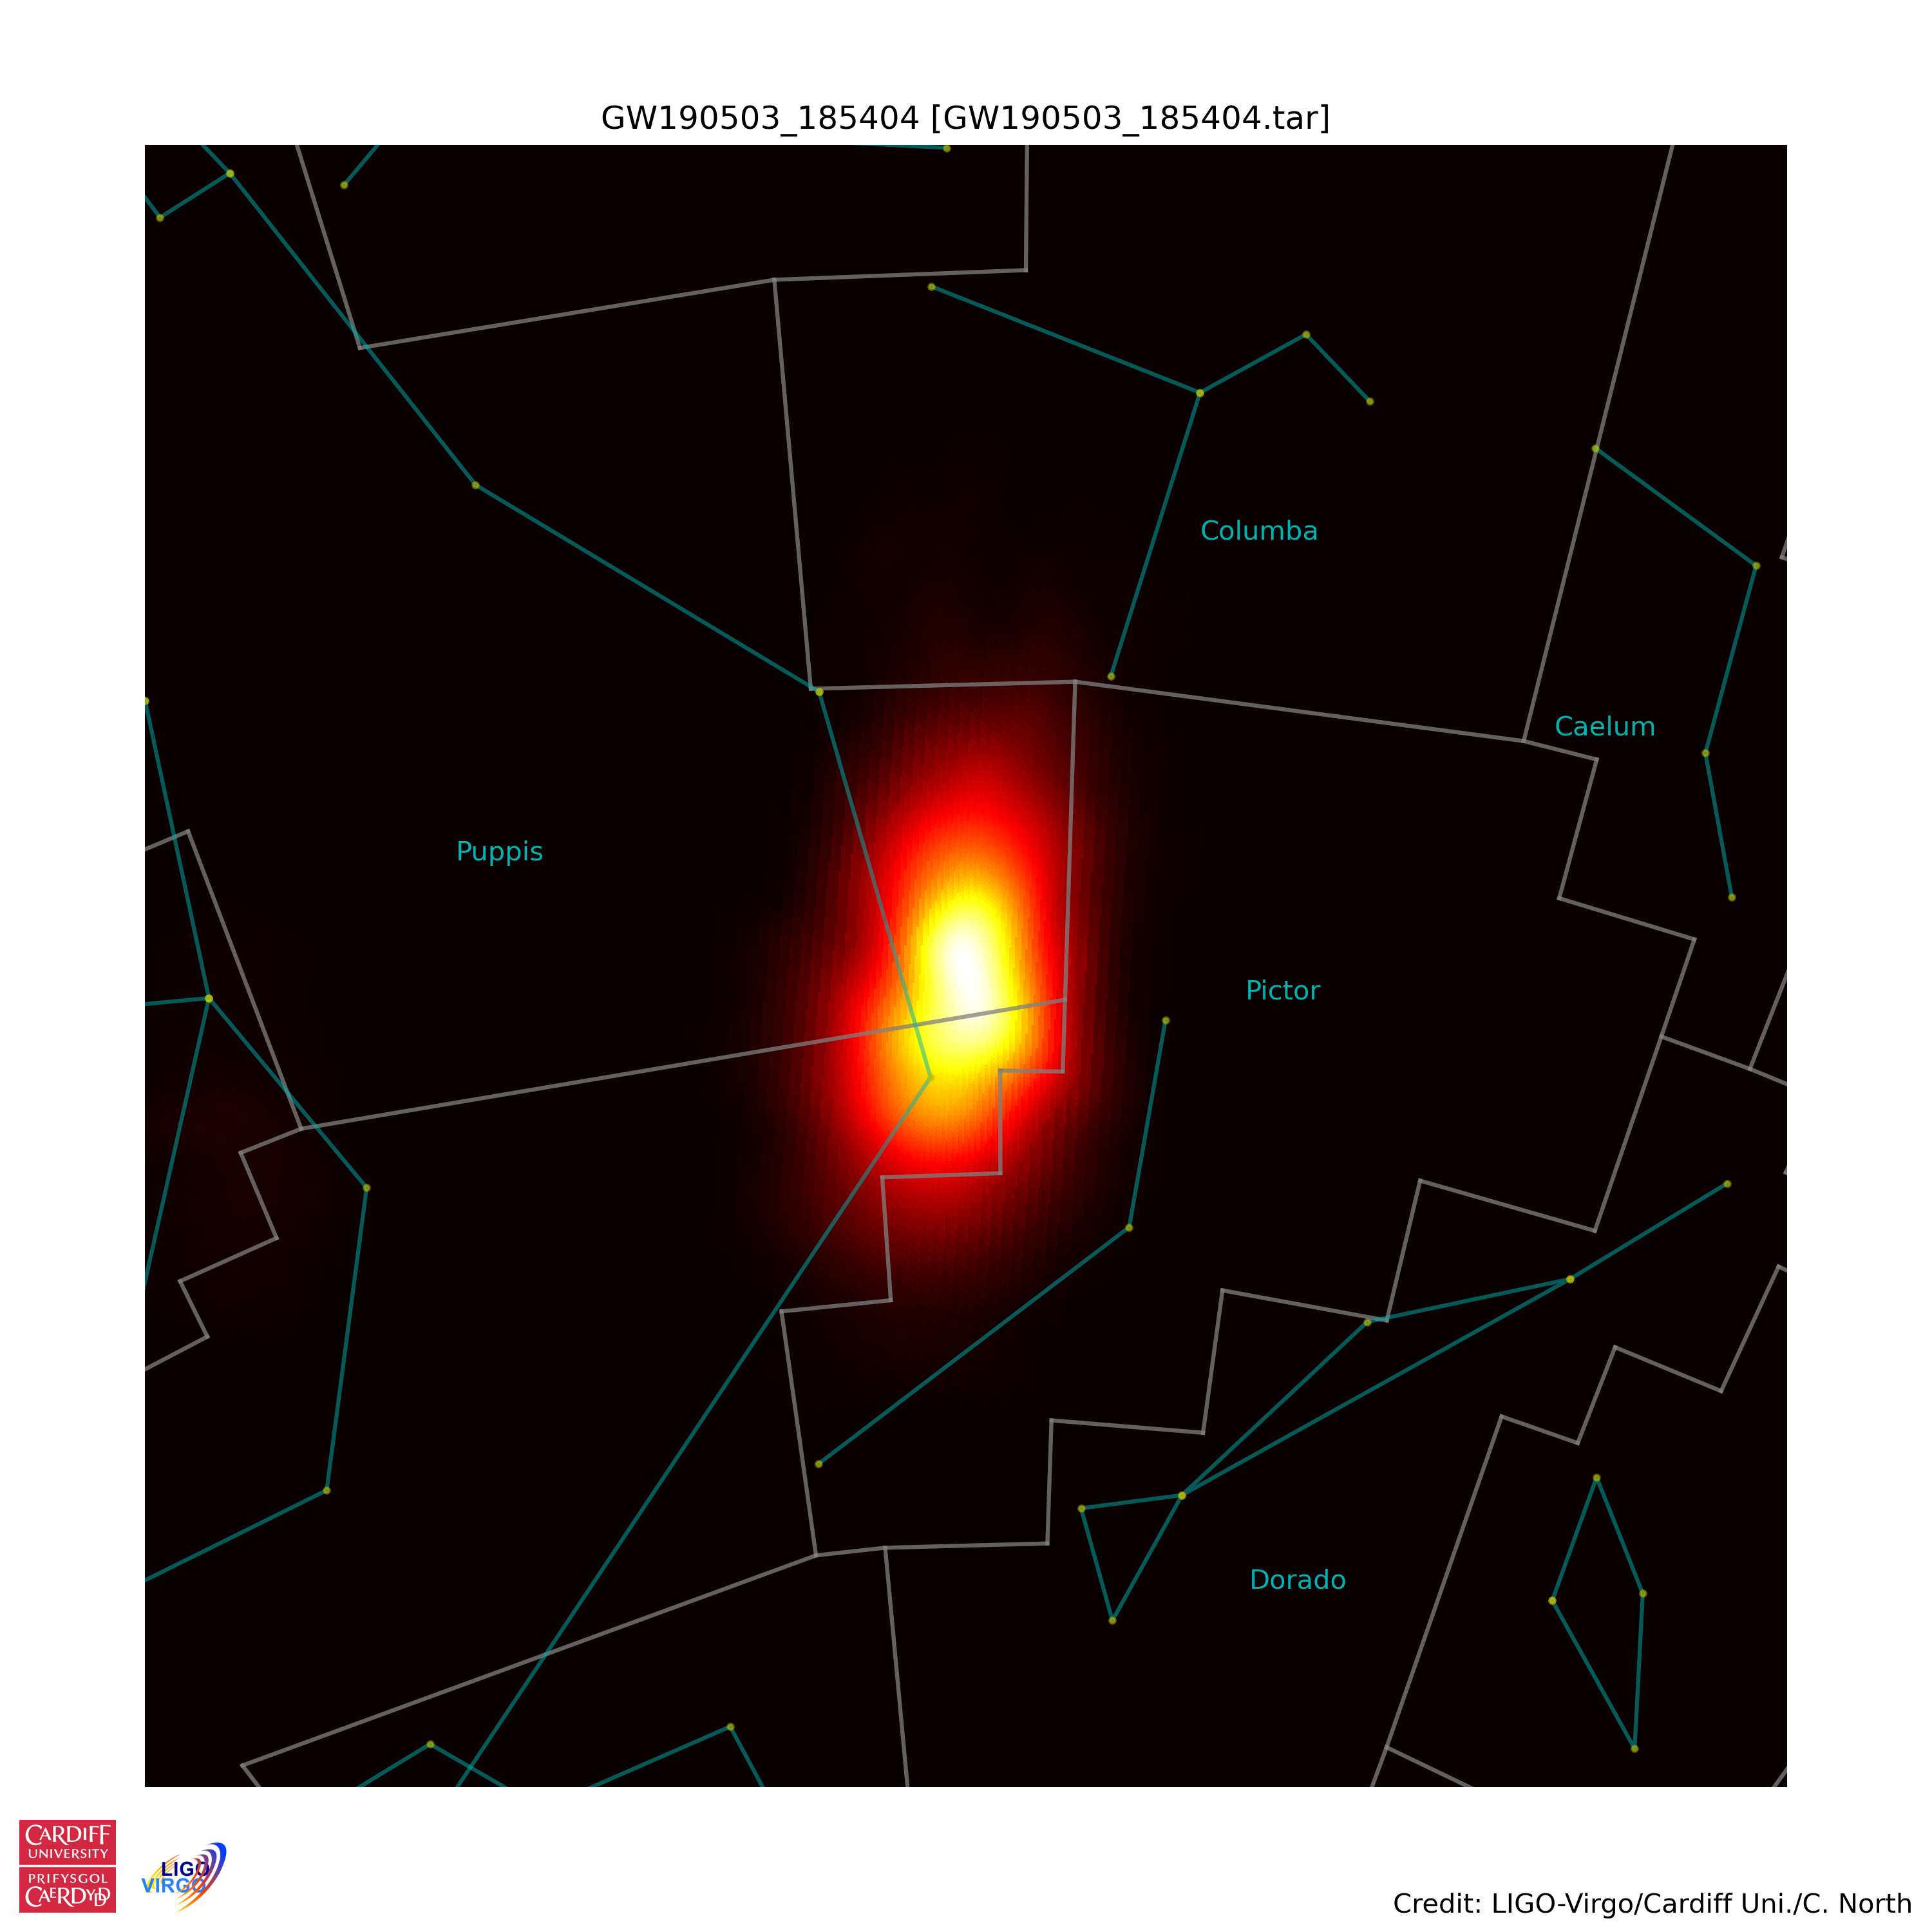 GW190503_185404 [GW190503_185404.tar]
Columba
Caelum
Puppis
Pictor
Dorado
CARDIFF
UNIVERSITY
PRIFYSGOL
CAERDYDD
LIGO
VIRGO
Credit: LIGO-Virgo/Cardiff Uni./C. North